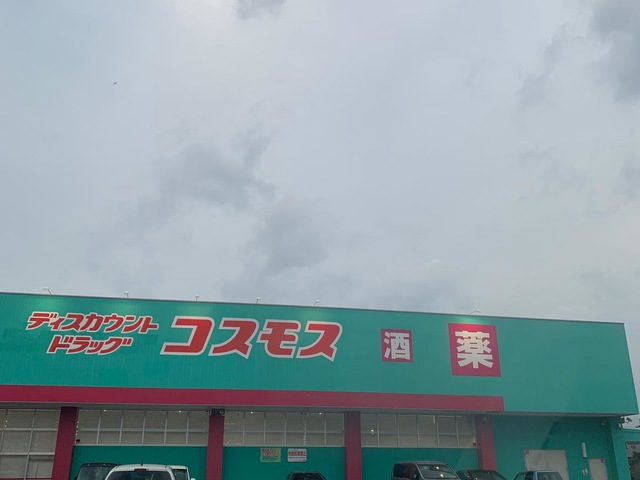 ディスカウント
ドラッグ
コスモス
酒
薬